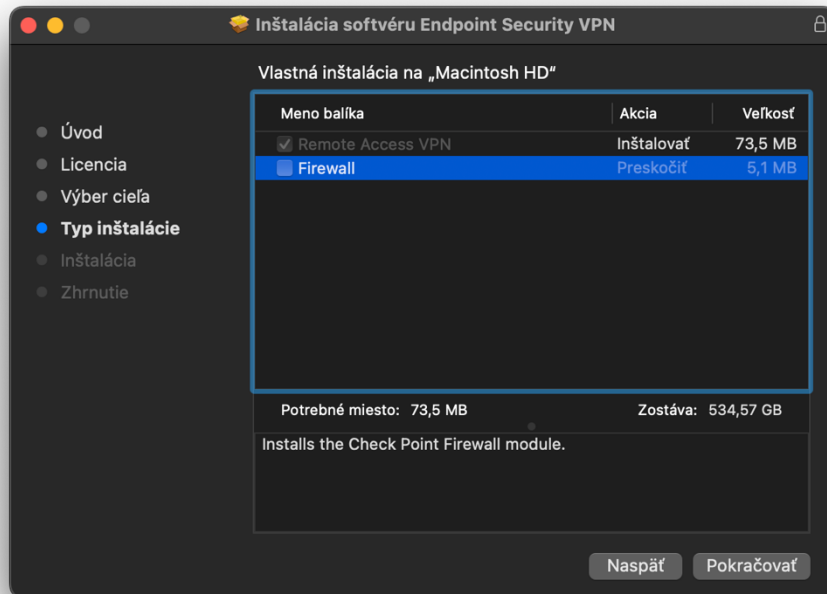 Inštalácia softvéru Endpoint Security VPN
Vlastná inštalácia na „Macintosh HD“
Úvod
Licencia
Výber cieľa
Typ inštalácie
Inštalácia
Zhrnutie
Meno balíka Akcia Veľkosť
Remote Access VPN Inštalovať 73,5 MB
Firewall Preskočiť 5,1 MB
Potrebné miesto: 73,5 MB Zostáva: 534,57 GB
Installs the Check Point Firewall module.
Naspäť Pokračovať